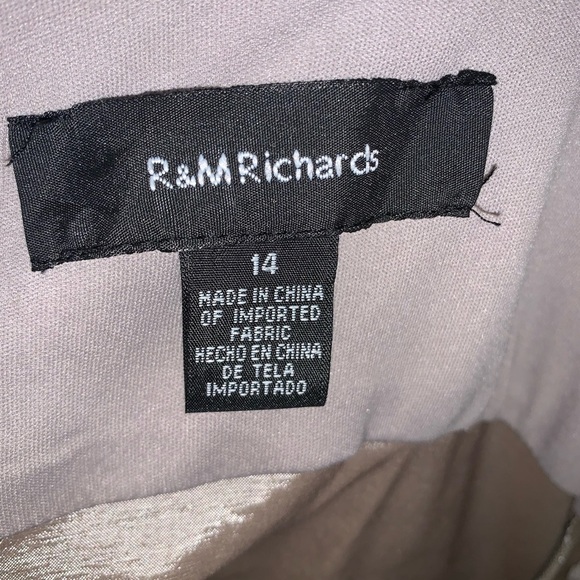 R&M Richards
14
MADE IN CHINA
OF IMPORTED
FABRIC
HECHO EN CHINA
DE TELA
IMPORTADO